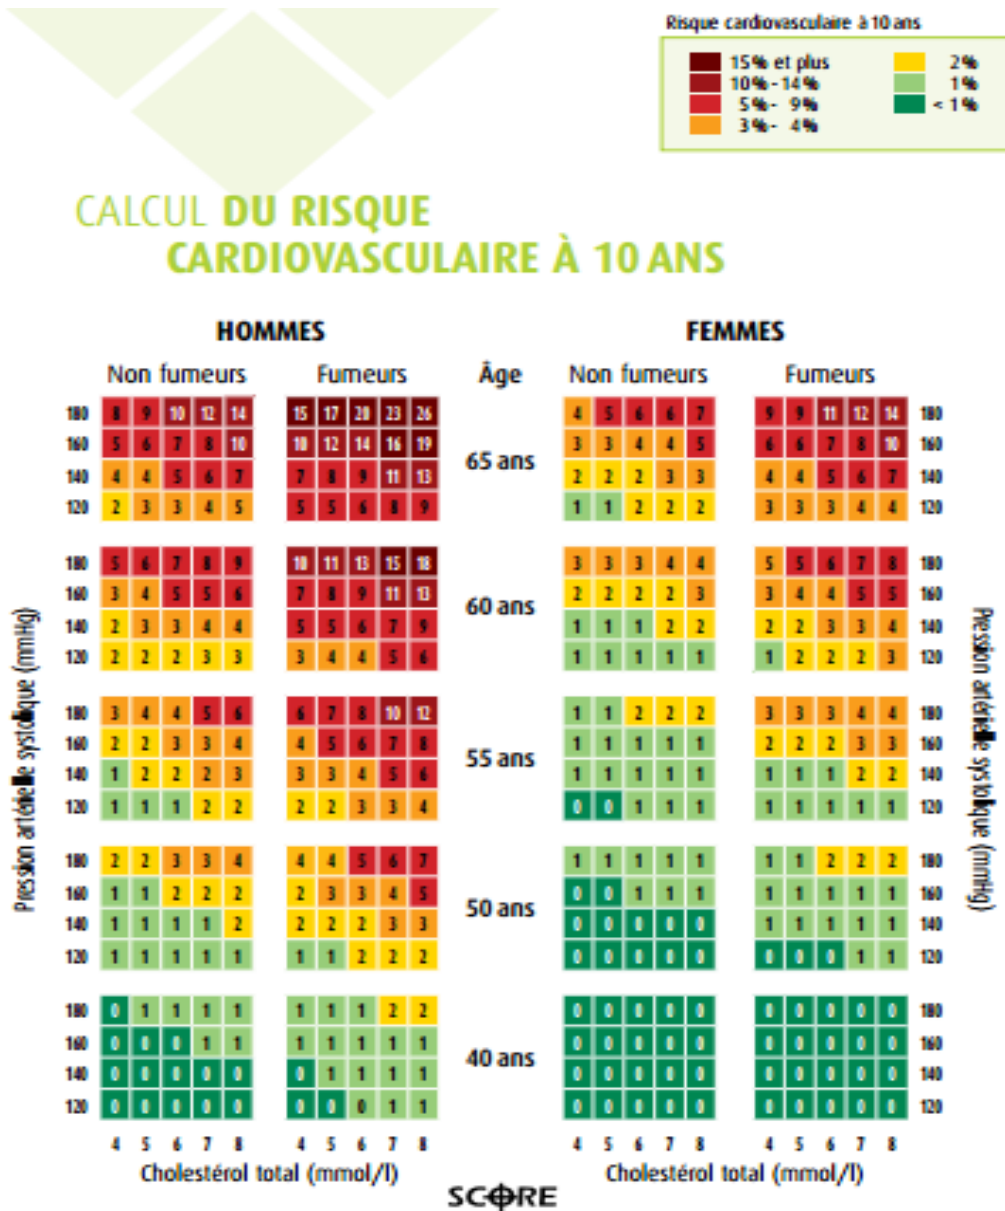 Risque cardiovasculaire à 10 ans
15% et plus 2%
10%-14% 1%
5%- 9% < 1%
3%- 4%
CALCUL DU RISQUE
CARDIOVASCULAIRE À 10 ANS
HOMMES FEMMES
Non fumeurs Fumeurs Âge Non fumeurs Fumeurs
180 8 9 10 12 14 15 17 20 23 26 4 5 6 6 7 9 9 11 12 14 180
160 5 6 7 8 10 10 12 14 16 19 3 3 4 4 5 6 6 7 8 10 160
65 ans
140 4 4 5 6 7 7 8 9 11 13 2 2 2 3 3 4 4 5 6 7 140
120 2 3 3 4 5 5 5 6 8 9 1 1 2 2 2 3 3 3 4 4 120
180 5 6 7 8 9 10 11 13 15 18 3 3 3 4 4 5 5 6 7 8 180
160 3 4 5 5 6 7 8 9 11 13 2 2 2 2 3 3 4 4 5 5 160
60 ans
140 2 3 3 4 4 5 5 6 7 9 1 1 1 2 2 2 2 3 3 4 140
120 2 2 2 3 3 3 4 4 5 6 1 1 1 1 1 1 2 2 2 3 120
180 3 4 4 5 6 6 7 8 10 12 1 1 2 2 2 3 3 3 4 4 180
160 2 2 3 3 4 4 5 6 7 8 1 1 1 1 1 2 2 2 3 3 160
55 ans
140 1 2 2 2 3 3 3 4 5 6 1 1 1 1 1 1 1 1 2 2 140
120 1 1 1 2 2 2 2 3 3 4 0 0 1 1 1 1 1 1 1 1 120
180 2 2 3 3 4 4 4 5 6 7 1 1 1 1 1 1 1 2 2 2 180
160 1 1 2 2 2 2 3 3 4 5 0 0 1 1 1 1 1 1 1 1 160
50 ans
140 1 1 1 1 2 2 2 2 3 3 0 0 0 0 0 1 1 1 1 1 140
120 1 1 1 1 1 1 1 2 2 2 0 0 0 0 0 0 0 0 1 1 120
180 0 1 1 1 1 1 1 1 2 2 0 0 0 0 0 0 0 0 0 0 180
160 0 0 0 1 1 1 1 1 1 1 0 0 0 0 0 0 0 0 0 0 160
40 ans
140 0 0 0 0 0 0 1 1 1 1 0 0 0 0 0 0 0 0 0 0 140
120 0 0 0 0 0 0 0 0 1 1 0 0 0 0 0 0 0 0 0 0 120
4 5 6 7 8 4 5 6 7 8 4 5 6 7 8 4 5 6 7 8
Cholestérol total (mmol/l) Cholestérol total (mmol/l)
Pression artérielle systolique (mmHg)
Pression artérielle systolique (mmHg)
SCORE